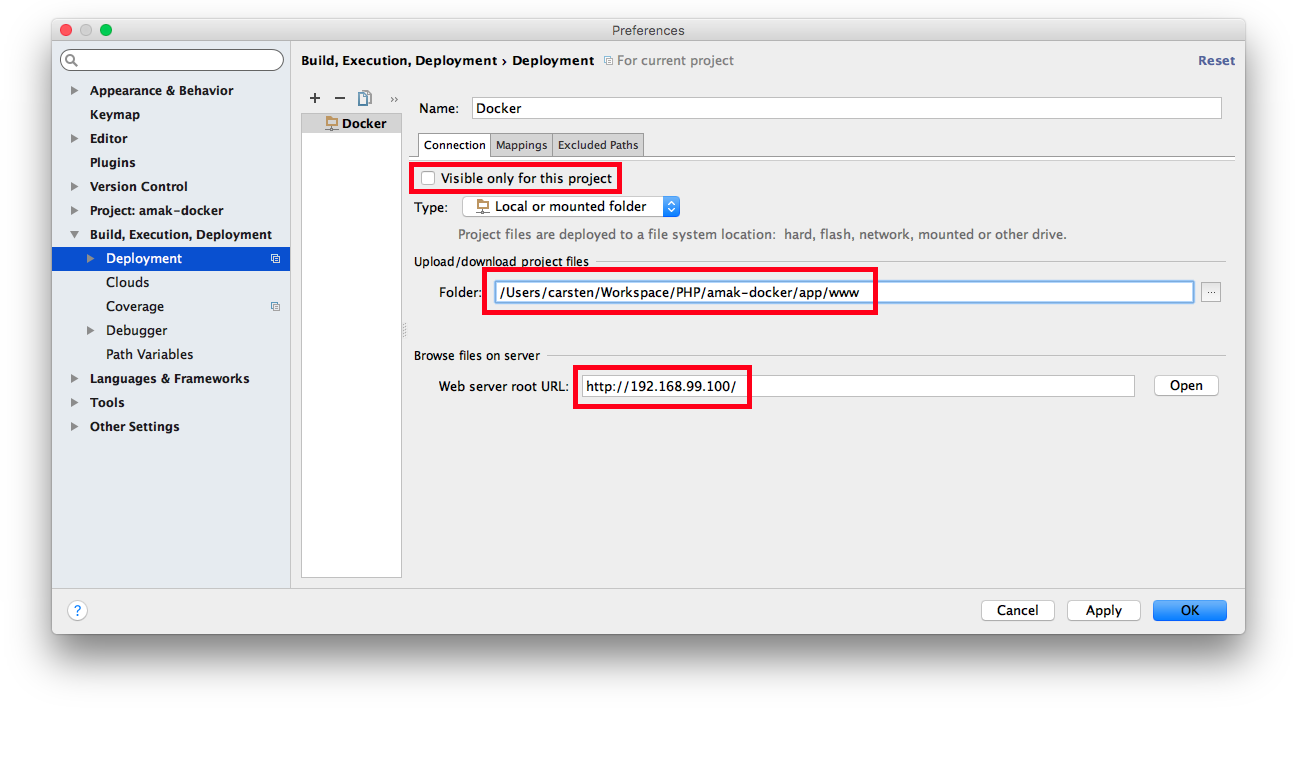 Preferences
Build, Execution, Deployment › Deployment For current project Reset
Appearance & Behavior
Keymap
Editor
Plugins
Version Control
Project: amak-docker
Build, Execution, Deployment
Deployment
Clouds
Coverage
Debugger
Path Variables
Languages & Frameworks
Tools
Other Settings
+ − »
Docker
Name: Docker
Connection Mappings Excluded Paths
Visible only for this project
Type: Local or mounted folder
Project files are deployed to a file system location: hard, flash, network, mounted or other drive.
Upload/download project files
Folder: /Users/carsten/Workspace/PHP/amak-docker/app/www ...
Browse files on server
Web server root URL: http://192.168.99.100/ Open
? Cancel Apply OK